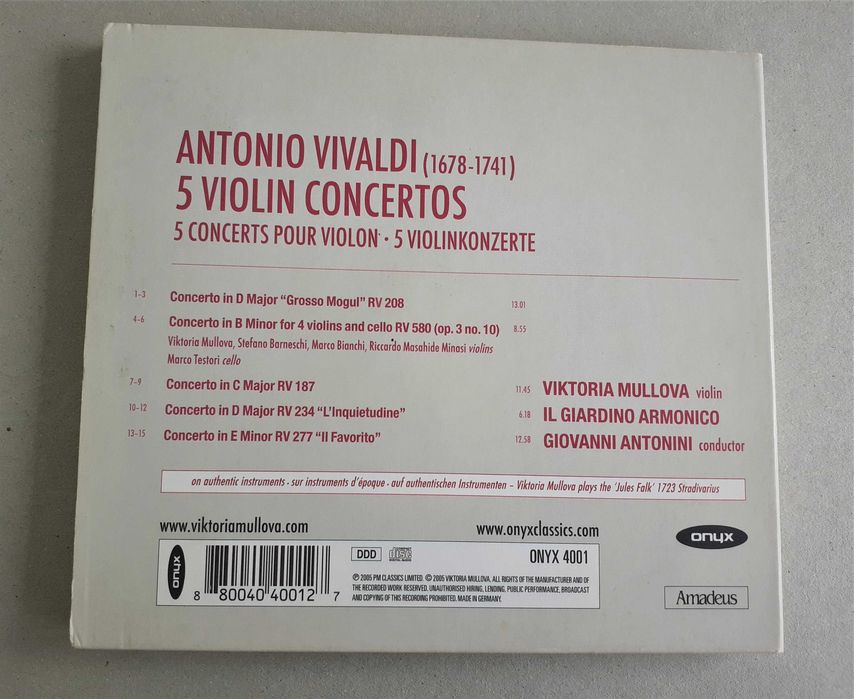 ANTONIO VIVALDI (1678-1741)
5 VIOLIN CONCERTOS
5 CONCERTS POUR VIOLON · 5 VIOLINKONZERTE
1-3 Concerto in D Major "Grosso Mogul" RV 208 13.01
4-6 Concerto in B Minor for 4 violins and cello RV 580 (op. 3 no. 10) 8.55
Viktoria Mullova, Stefano Barneschi, Marco Bianchi, Riccardo Masahide Minasi violins
Marco Testori cello
7-9 Concerto in C Major RV 187 11.45
10-12 Concerto in D Major RV 234 "L'Inquietudine" 6.18
13-15 Concerto in E Minor RV 277 "Il Favorito" 12.58
VIKTORIA MULLOVA violin
IL GIARDINO ARMONICO
GIOVANNI ANTONINI conductor
on authentic instruments · sur instruments d'époque · auf authentischen Instrumenten – Viktoria Mullova plays the 'Jules Falk' 1723 Stradivarius
www.viktoriamullova.com
www.onyxclassics.com
onyx
onyx
8 80040 40012 7
DDD
COMPACT disc DIGITAL AUDIO
ONYX 4001
℗ 2005 PM CLASSICS LIMITED. © 2005 VIKTORIA MULLOVA. ALL RIGHTS OF THE MANUFACTURER AND OF
THE RECORDED WORK RESERVED. UNAUTHORISED HIRING, LENDING, PUBLIC PERFORMANCE, BROADCAST
AND COPYING OF THIS RECORDING PROHIBITED. MADE IN GERMANY.
Amadeus